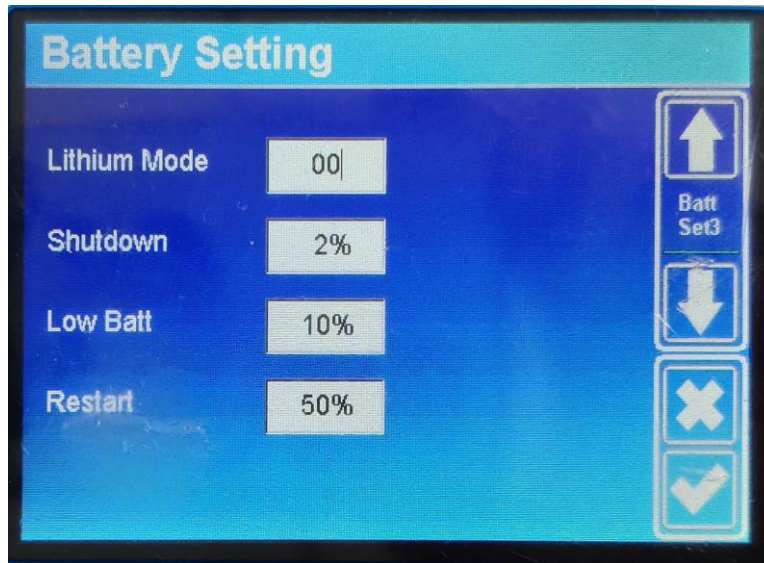 Battery Setting
Lithium Mode 00
Shutdown 2%
Low Batt 10%
Restart 50%
Batt
Set3